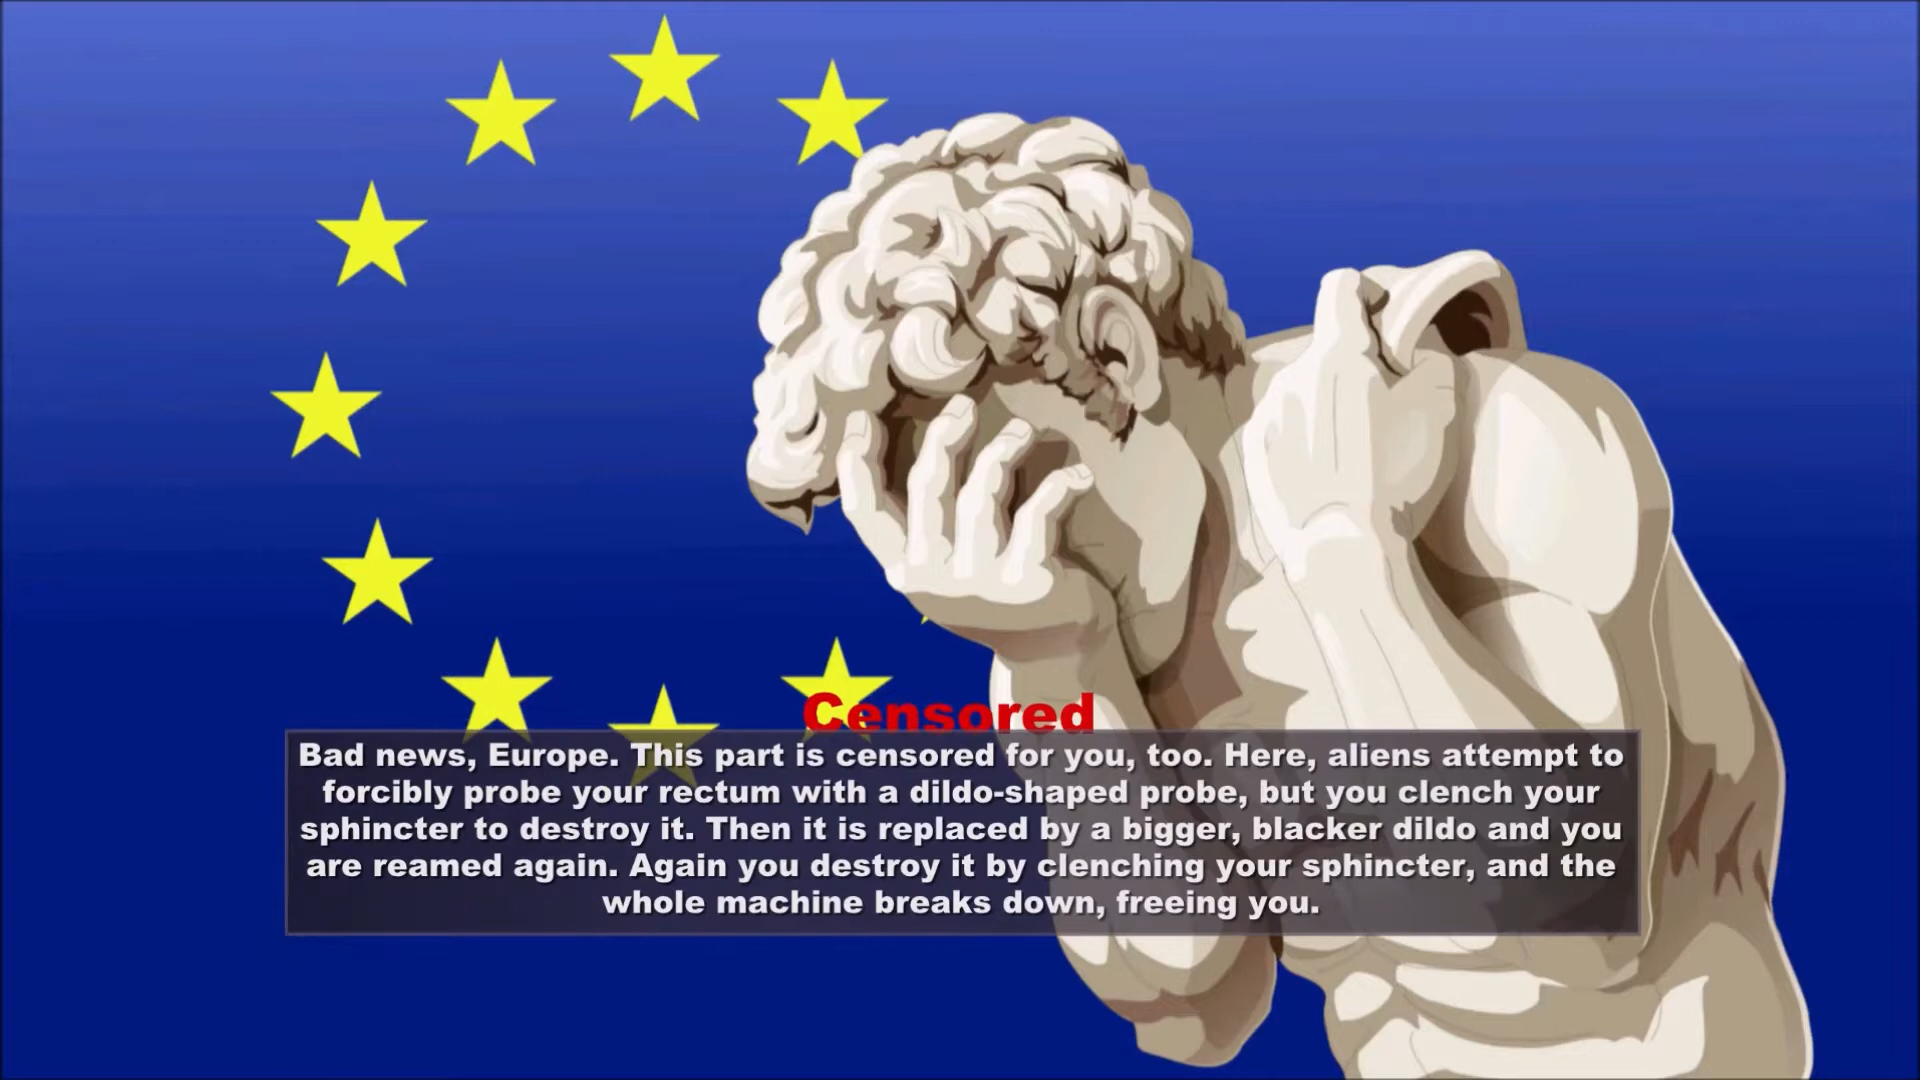 Censored
Bad news, Europe. This part is censored for you, too. Here, aliens attempt to
forcibly probe your rectum with a dildo-shaped probe, but you clench your
sphincter to destroy it. Then it is replaced by a bigger, blacker dildo and you
are reamed again. Again you destroy it by clenching your sphincter, and the
whole machine breaks down, freeing you.